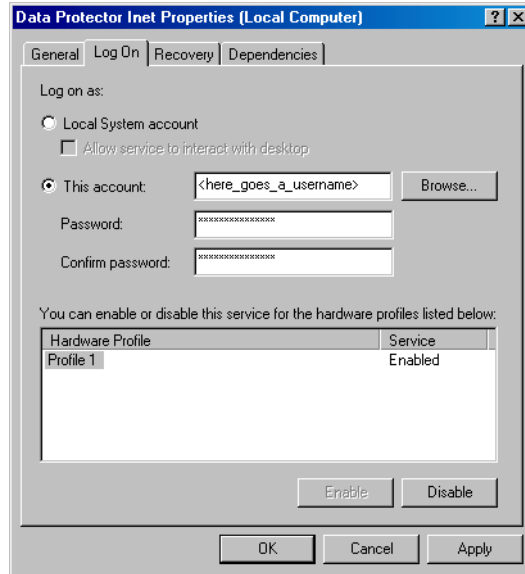 Data Protector Inet Properties (Local Computer)
General Log On Recovery Dependencies
Log on as:
Local System account
Allow service to interact with desktop
This account: <here_goes_a_username> Browse...
Password: ***************
Confirm password: ***************
You can enable or disable this service for the hardware profiles listed below:
Hardware Profile Service
Profile 1 Enabled
Enable Disable
OK Cancel Apply